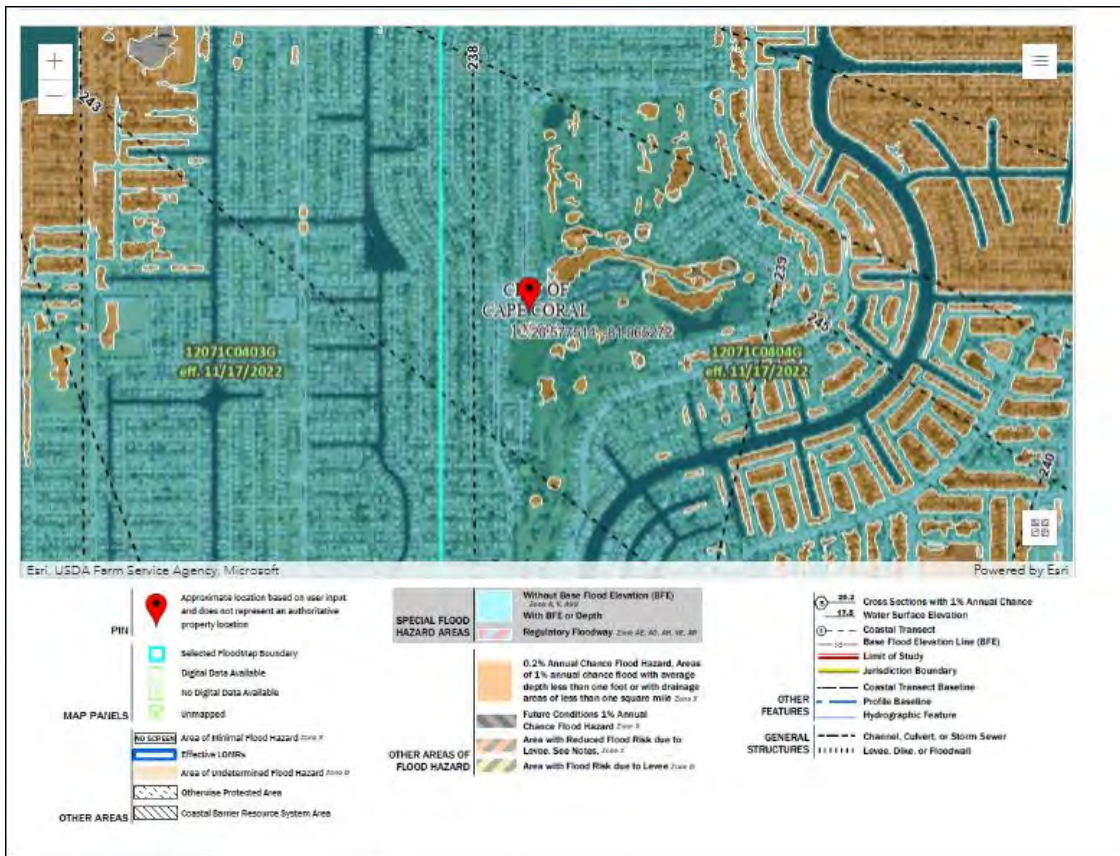 +
−
243
238
239
245
240
CITY OF
CAPE CORAL
12071C0403G
eff. 11/17/2022
12071C0404G
eff. 11/17/2022
Esri, USDA Farm Service Agency, Microsoft
Powered by Esri
PIN
Approximate location based on user input
and does not represent an authoritative
property location
MAP PANELS
Selected FloodMap Boundary
Digital Data Available
No Digital Data Available
Unmapped
OTHER AREAS
NO SCREEN Area of Minimal Flood Hazard Zone X
Effective LOMRs
Area of Undetermined Flood Hazard Zone D
Otherwise Protected Area
Coastal Barrier Resource System Area
SPECIAL FLOOD
HAZARD AREAS
Without Base Flood Elevation (BFE)
Zone A, V, A99
With BFE or Depth
Regulatory Floodway Zone AE, AO, AH, VE, AR
OTHER AREAS OF
FLOOD HAZARD
0.2% Annual Chance Flood Hazard, Areas
of 1% annual chance flood with average
depth less than one foot or with drainage
areas of less than one square mile Zone X
Future Conditions 1% Annual
Chance Flood Hazard Zone X
Area with Reduced Flood Risk due to
Levee. See Notes. Zone X
Area with Flood Risk due to Levee Zone D
OTHER
FEATURES
20.2 Cross Sections with 1% Annual Chance
17.5 Water Surface Elevation
Coastal Transect
Base Flood Elevation Line (BFE)
Limit of Study
Jurisdiction Boundary
Coastal Transect Baseline
Profile Baseline
Hydrographic Feature
GENERAL
STRUCTURES
Channel, Culvert, or Storm Sewer
Levee, Dike, or Floodwall